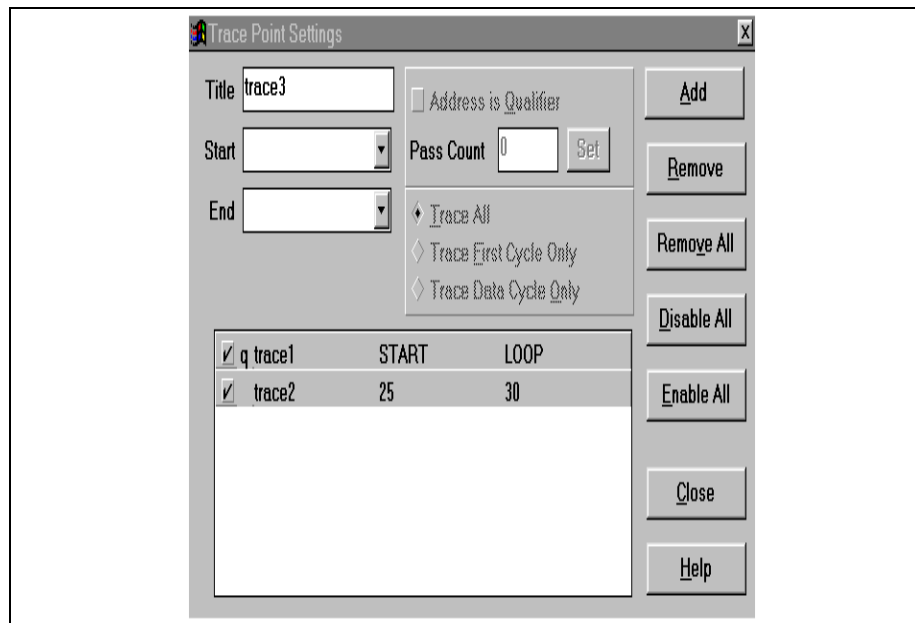 Trace Point Settings
Title trace3
Start
End
Address is Qualifier
Pass Count 0 Set
Trace All
Trace First Cycle Only
Trace Data Cycle Only
q trace1 START LOOP
trace2 25 30
Add
Remove
Remove All
Disable All
Enable All
Close
Help